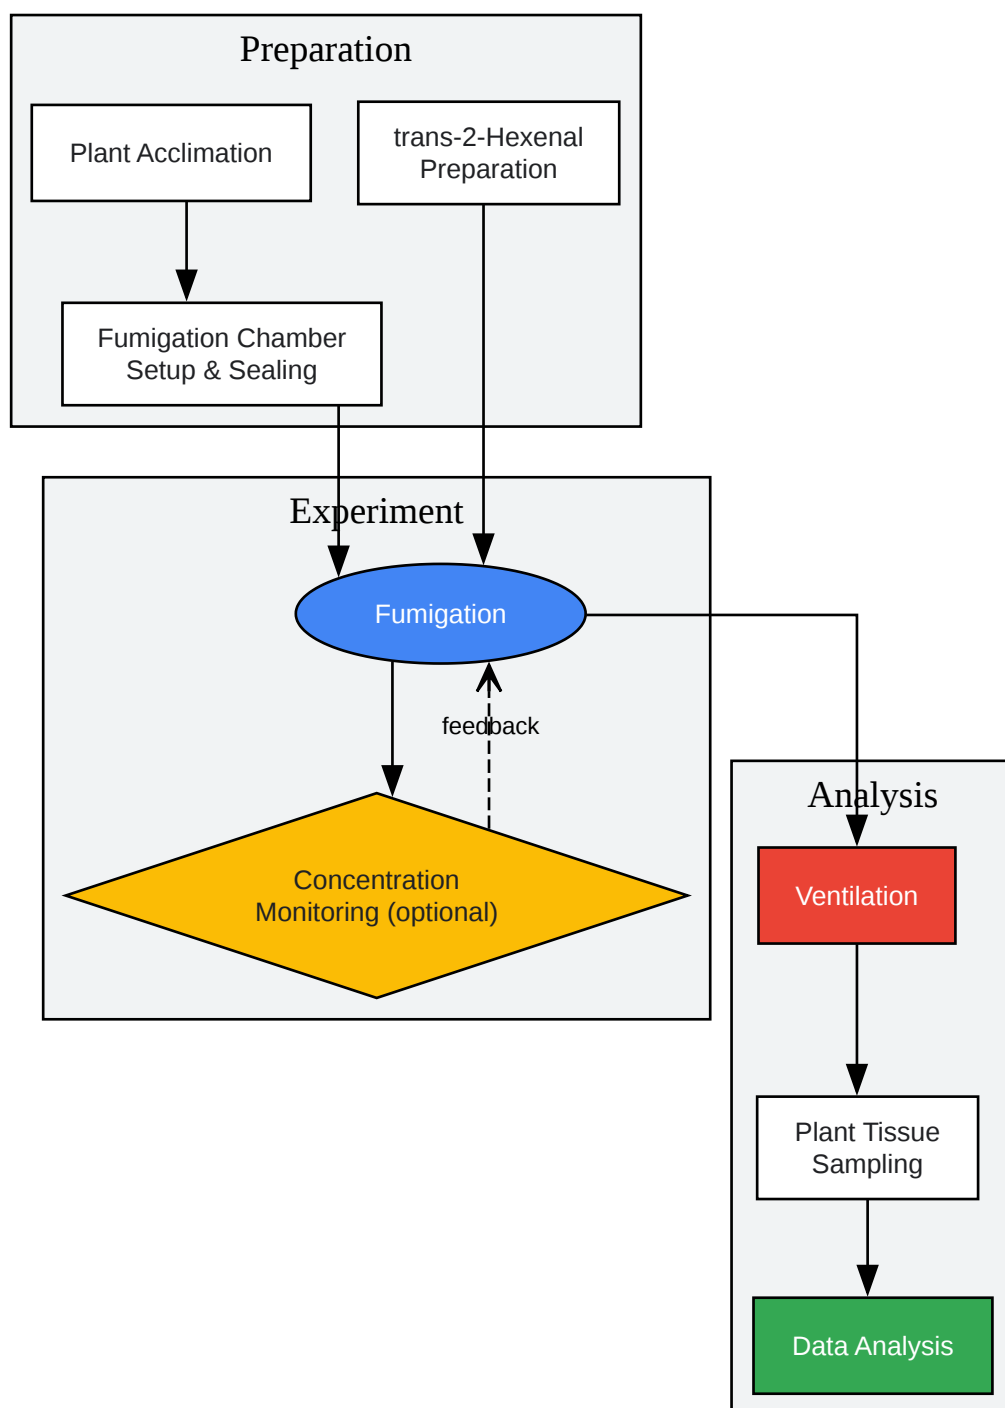 Preparation
Plant Acclimation
trans-2-Hexenal
Preparation
Fumigation Chamber
Setup & Sealing
Experiment
Fumigation
feedback
Concentration
Monitoring (optional)
Analysis
Ventilation
Plant Tissue
Sampling
Data Analysis